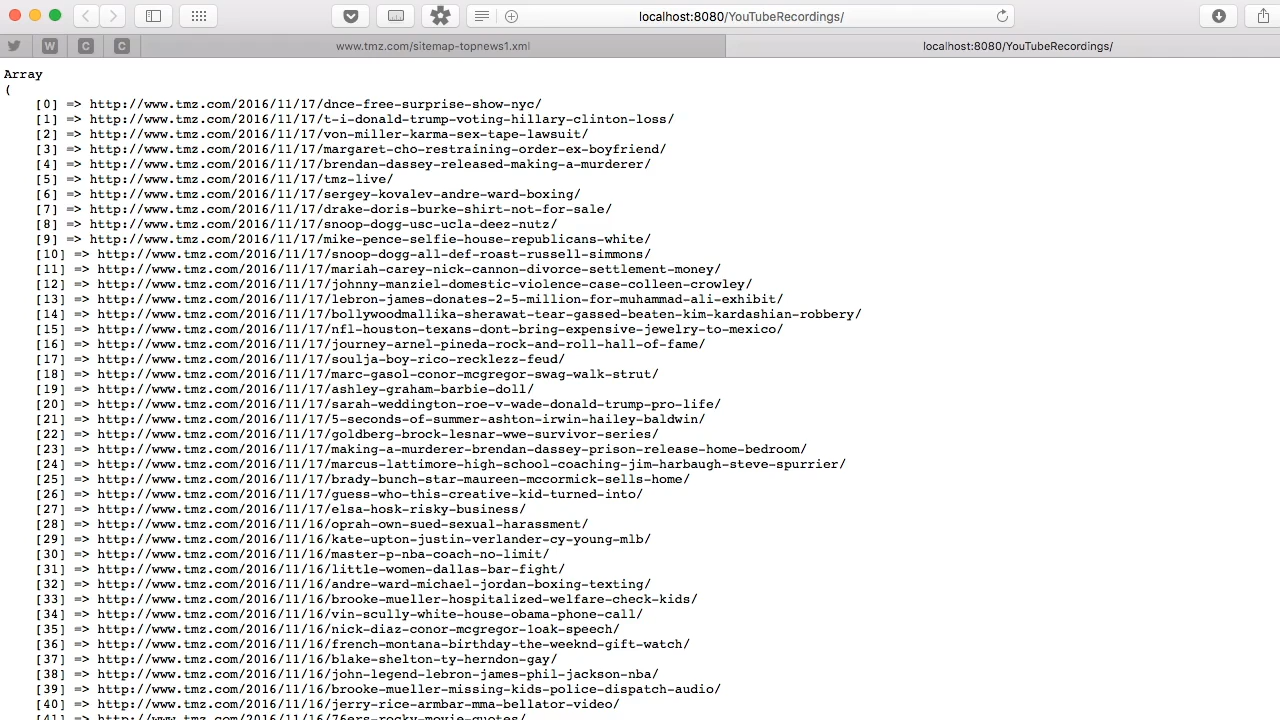 localhost:8080/YouTubeRecordings/
W C C www.tmz.com/sitemap-topnews1.xml localhost:8080/YouTubeRecordings/
Array
(
[0] => http://www.tmz.com/2016/11/17/dnce-free-surprise-show-nyc/
[1] => http://www.tmz.com/2016/11/17/t-i-donald-trump-voting-hillary-clinton-loss/
[2] => http://www.tmz.com/2016/11/17/von-miller-karma-sex-tape-lawsuit/
[3] => http://www.tmz.com/2016/11/17/margaret-cho-restraining-order-ex-boyfriend/
[4] => http://www.tmz.com/2016/11/17/brendan-dassey-released-making-a-murderer/
[5] => http://www.tmz.com/2016/11/17/tmz-live/
[6] => http://www.tmz.com/2016/11/17/sergey-kovalev-andre-ward-boxing/
[7] => http://www.tmz.com/2016/11/17/drake-doris-burke-shirt-not-for-sale/
[8] => http://www.tmz.com/2016/11/17/snoop-dogg-usc-ucla-deez-nutz/
[9] => http://www.tmz.com/2016/11/17/mike-pence-selfie-house-republicans-white/
[10] => http://www.tmz.com/2016/11/17/snoop-dogg-all-def-roast-russell-simmons/
[11] => http://www.tmz.com/2016/11/17/mariah-carey-nick-cannon-divorce-settlement-money/
[12] => http://www.tmz.com/2016/11/17/johnny-manziel-domestic-violence-case-colleen-crowley/
[13] => http://www.tmz.com/2016/11/17/lebron-james-donates-2-5-million-for-muhammad-ali-exhibit/
[14] => http://www.tmz.com/2016/11/17/bollywoodmallika-sherawat-tear-gassed-beaten-kim-kardashian-robbery/
[15] => http://www.tmz.com/2016/11/17/nfl-houston-texans-dont-bring-expensive-jewelry-to-mexico/
[16] => http://www.tmz.com/2016/11/17/journey-arnel-pineda-rock-and-roll-hall-of-fame/
[17] => http://www.tmz.com/2016/11/17/soulja-boy-rico-recklezz-feud/
[18] => http://www.tmz.com/2016/11/17/marc-gasol-conor-mcgregor-swag-walk-strut/
[19] => http://www.tmz.com/2016/11/17/ashley-graham-barbie-doll/
[20] => http://www.tmz.com/2016/11/17/sarah-weddington-roe-v-wade-donald-trump-pro-life/
[21] => http://www.tmz.com/2016/11/17/5-seconds-of-summer-ashton-irwin-hailey-baldwin/
[22] => http://www.tmz.com/2016/11/17/goldberg-brock-lesnar-wwe-survivor-series/
[23] => http://www.tmz.com/2016/11/17/making-a-murderer-brendan-dassey-prison-release-home-bedroom/
[24] => http://www.tmz.com/2016/11/17/marcus-lattimore-high-school-coaching-jim-harbaugh-steve-spurrier/
[25] => http://www.tmz.com/2016/11/17/brady-bunch-star-maureen-mccormick-sells-home/
[26] => http://www.tmz.com/2016/11/17/guess-who-this-creative-kid-turned-into/
[27] => http://www.tmz.com/2016/11/17/elsa-hosk-risky-business/
[28] => http://www.tmz.com/2016/11/16/oprah-own-sued-sexual-harassment/
[29] => http://www.tmz.com/2016/11/16/kate-upton-justin-verlander-cy-young-mlb/
[30] => http://www.tmz.com/2016/11/16/master-p-nba-coach-no-limit/
[31] => http://www.tmz.com/2016/11/16/little-women-dallas-bar-fight/
[32] => http://www.tmz.com/2016/11/16/andre-ward-michael-jordan-boxing-texting/
[33] => http://www.tmz.com/2016/11/16/brooke-mueller-hospitalized-welfare-check-kids/
[34] => http://www.tmz.com/2016/11/16/vin-scully-white-house-obama-phone-call/
[35] => http://www.tmz.com/2016/11/16/nick-diaz-conor-mcgregor-loak-speech/
[36] => http://www.tmz.com/2016/11/16/french-montana-birthday-the-weeknd-gift-watch/
[37] => http://www.tmz.com/2016/11/16/blake-shelton-ty-herndon-gay/
[38] => http://www.tmz.com/2016/11/16/john-legend-lebron-james-phil-jackson-nba/
[39] => http://www.tmz.com/2016/11/16/brooke-mueller-missing-kids-police-dispatch-audio/
[40] => http://www.tmz.com/2016/11/16/jerry-rice-armbar-mma-bellator-video/
[41] => http://www.tmz.com/2016/11/16/76ers-rocky-movie-quotes/